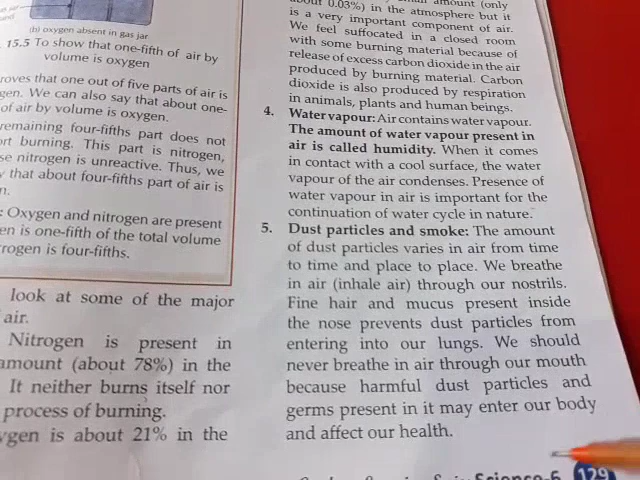 (b) oxygen absent in gas jar
15.5 To show that one-fifth of air by
volume is oxygen
roves that one out of five parts of air is
gen. We can also say that about one-
of air by volume is oxygen.
remaining four-fifths part does not
ort burning. This part is nitrogen,
se nitrogen is unreactive. Thus, we
y that about four-fifths part of air is
n.
: Oxygen and nitrogen are present
en is one-fifth of the total volume
rogen is four-fifths.
look at some of the major
air.
Nitrogen is present in
amount (about 78%) in the
It neither burns itself nor
process of burning.
ygen is about 21% in the
amount (only
about 0.03%) in the atmosphere but it
is a very important component of air.
We feel suffocated in a closed room
with some burning material because of
release of excess carbon dioxide in the air
produced by burning material. Carbon
dioxide is also produced by respiration
in animals, plants and human beings.
4. Water vapour: Air contains water vapour.
The amount of water vapour present in
air is called humidity. When it comes
in contact with a cool surface, the water
vapour of the air condenses. Presence of
water vapour in air is important for the
continuation of water cycle in nature.
5. Dust particles and smoke: The amount
of dust particles varies in air from time
to time and place to place. We breathe
in air (inhale air) through our nostrils.
Fine hair and mucus present inside
the nose prevents dust particles from
entering into our lungs. We should
never breathe in air through our mouth
because harmful dust particles and
germs present in it may enter our body
and affect our health.
Science-6 129